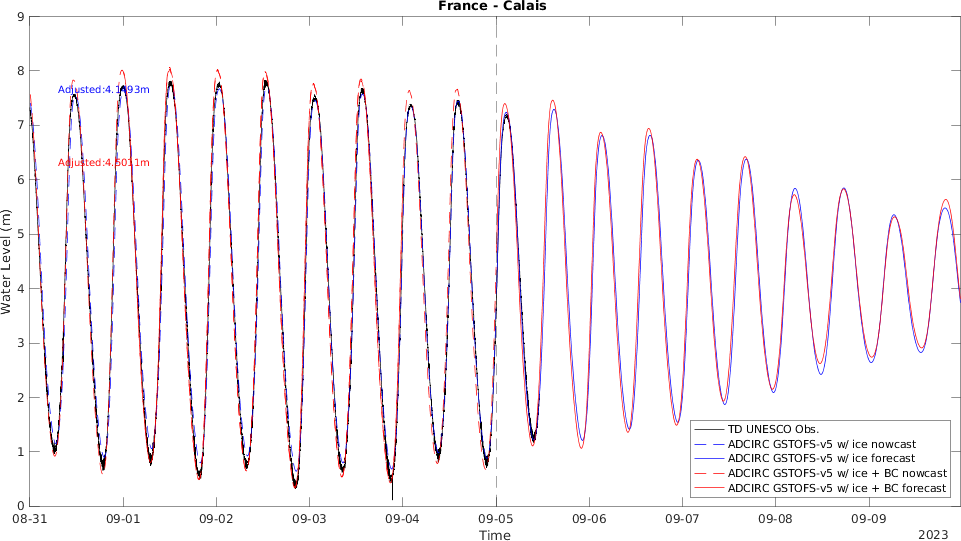 France - Calais
9
8
7
6
5
4
3
2
1
0
Water Level (m)
Adjusted:4.1493m
Adjusted:4.5011m
TD UNESCO Obs.
ADCIRC GSTOFS-v5 w/ ice nowcast
ADCIRC GSTOFS-v5 w/ ice forecast
ADCIRC GSTOFS-v5 w/ ice + BC nowcast
ADCIRC GSTOFS-v5 w/ ice + BC forecast
08-31 09-01 09-02 09-03 09-04 09-05 09-06 09-07 09-08 09-09
Time
2023